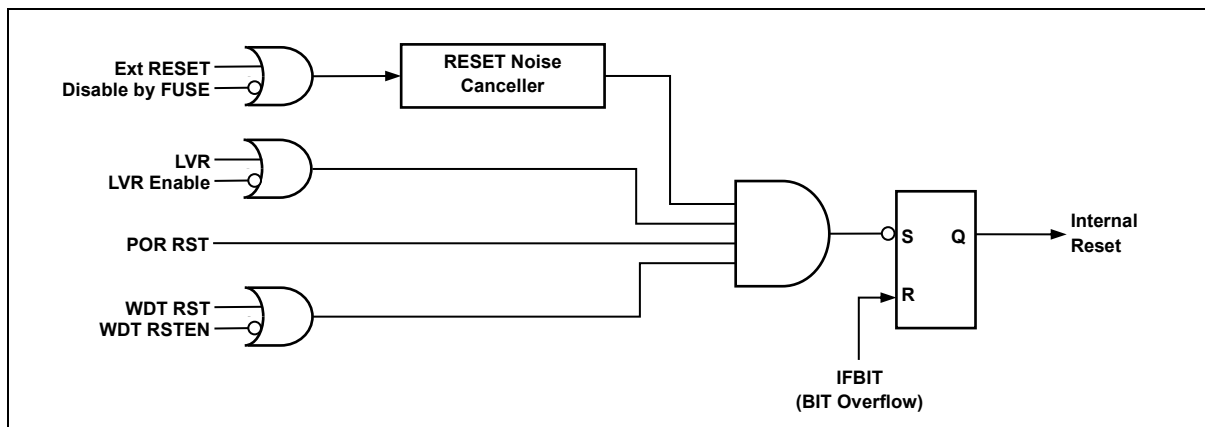 Ext RESET
Disable by FUSE
RESET Noise
Canceller
LVR
LVR Enable
POR RST
WDT RST
WDT RSTEN
S
Q
R
Internal
Reset
IFBIT
(BIT Overflow)